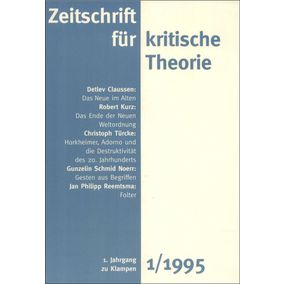 Zeitschrift
für kritische
Theorie
Detlev Claussen:
Das Neue im Alten
Robert Kurz:
Das Ende der Neuen
Weltordnung
Christoph Türcke:
Horkheimer, Adorno und
die Destruktivität
des 20. Jahrhunderts
Gunzelin Schmid Noerr:
Gesten aus Begriffen
Jan Philipp Reemtsma:
Folter
1. Jahrgang
zu Klampen
1/1995